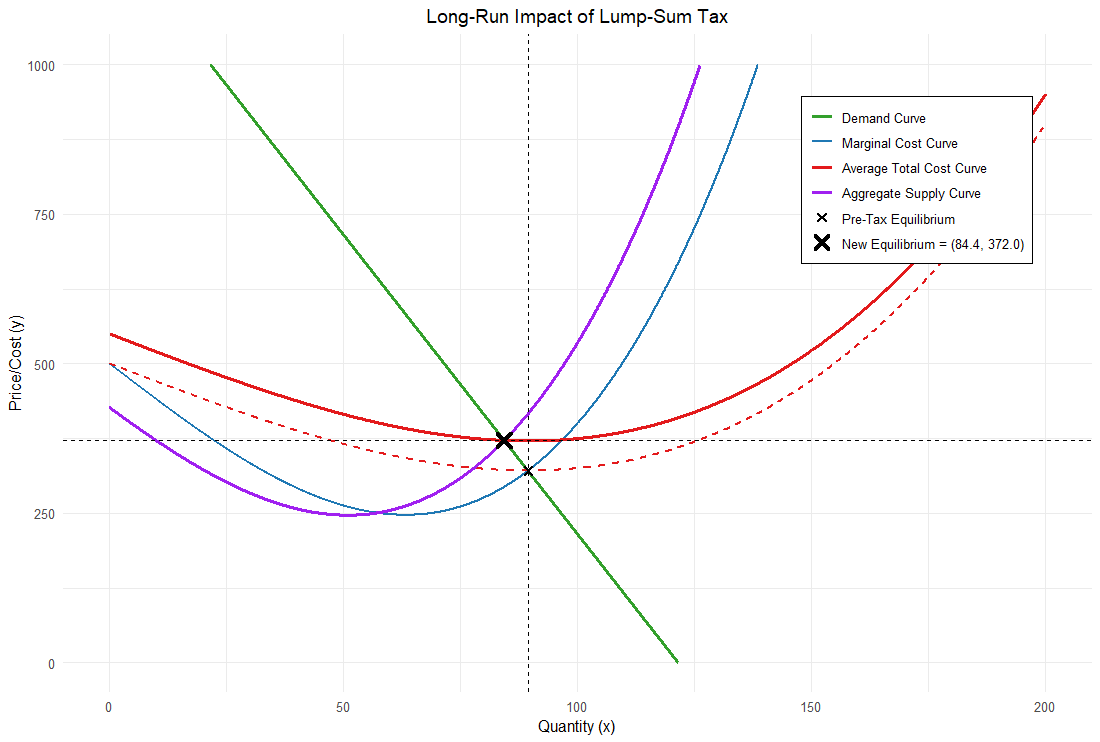 Long-Run Impact of Lump-Sum Tax
Price/Cost (y)
1000
750
500
250
0
Demand Curve
Marginal Cost Curve
Average Total Cost Curve
Aggregate Supply Curve
Pre-Tax Equilibrium
New Equilibrium = (84.4, 372.0)
0 50 100 150 200
Quantity (x)